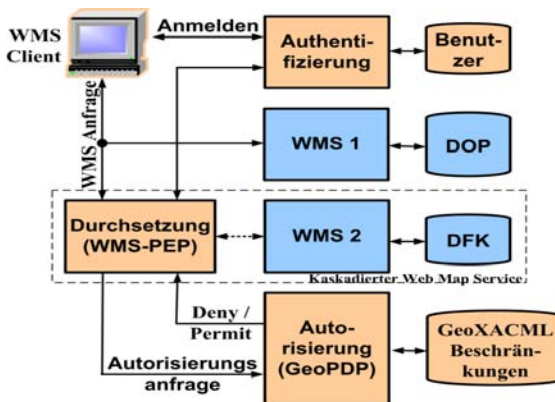 WMS
Client
Anmelden
Authenti-
fizierung
Benut-
zer
WMS Anfrage
WMS 1
DOP
Durchsetzung
(WMS-PEP)
WMS 2
DFK
Kaskadierter Web Map Service
Deny /
Permit
Auto-
risierung
(GeoPDP)
GeoXACML
Beschrän-
kungen
Autorisierungs
anfrage